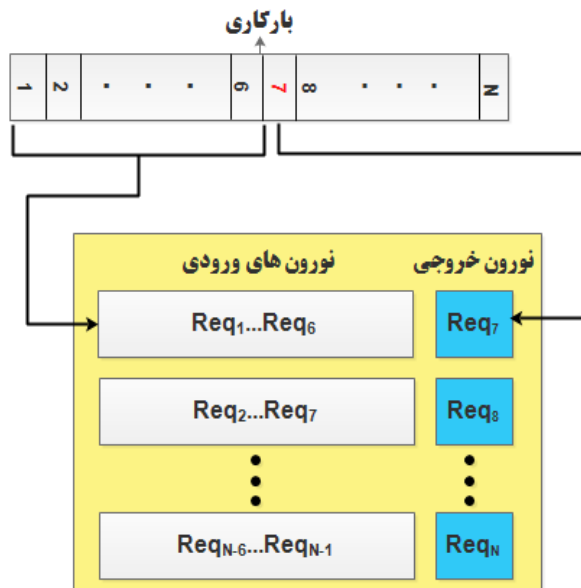 بارکاری
1 2 . . . 6 7 8 . . . N
نورون های ورودی نورون خروجی
Req1...Req6 Req7
Req2...Req7 Req8
ReqN-6...ReqN-1 ReqN